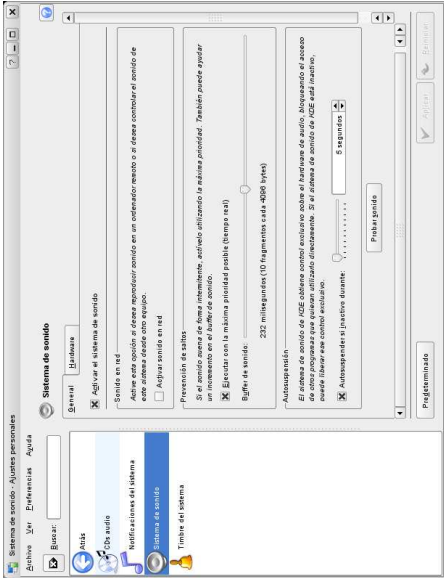 Sistema de sonido - Ajustes personales
Archivo Ver Preferencias Ayuda
Buscar:
Atrás
CDs audio
Notificaciones del sistema
Sistema de sonido
Timbre del sistema
Sistema de sonido
General Hardware
Activar el sistema de sonido
Sonido en red
Active esta opción si desea reproducir sonido en un ordenador remoto o si desea controlar el sonido de
este sistema desde otro equipo.
Activar sonido en red
Prevención de saltos
Si el sonido suena de forma intermitente, actívelo utilizando la máxima prioridad. También puede ayudar
un incremento en el buffer de sonido.
Ejecutar con la máxima prioridad posible (tiempo real)
Buffer de sonido:
232 milisegundos (10 fragmentos cada 4096 bytes)
Autosuspensión
El sistema de sonido de KDE obtiene control exclusivo sobre el hardware de audio, bloqueando el acceso
de otros programas que quieran utilizarlo directamente. Si el sistema de sonido de KDE está inactivo,
puede liberar ese control exclusivo.
Autosuspender si inactivo durante:
5 segundos
Probar sonido
Predeterminado
Aplicar
Reiniciar